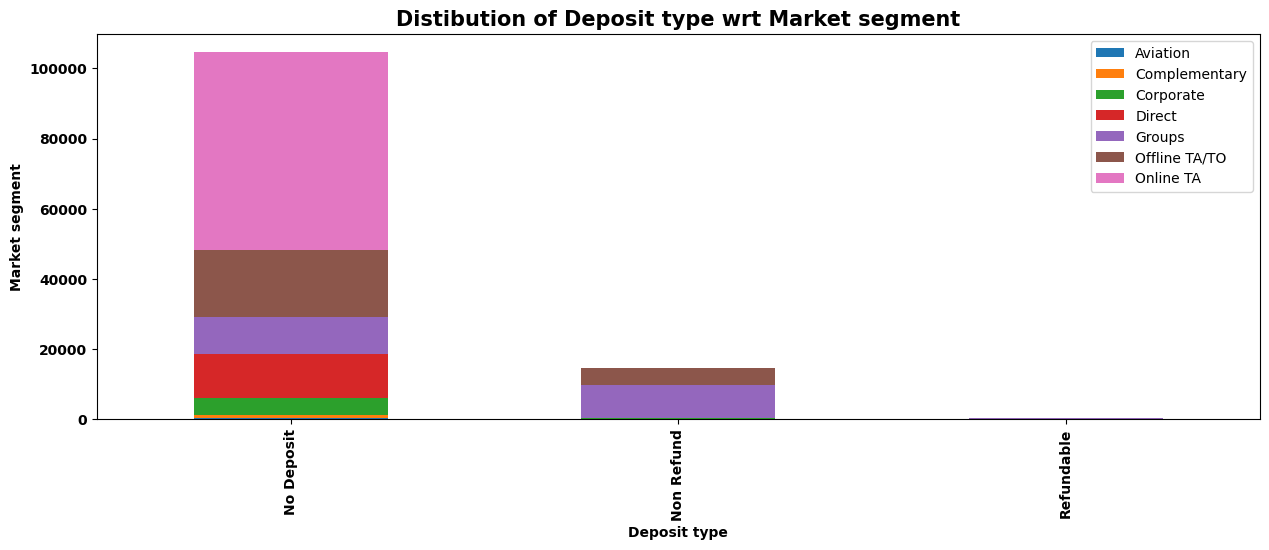 Distibution of Deposit type wrt Market segment
Market segment
100000
80000
60000
40000
20000
0
Aviation
Complementary
Corporate
Direct
Groups
Offline TA/TO
Online TA
No Deposit
Non Refund
Refundable
Deposit type